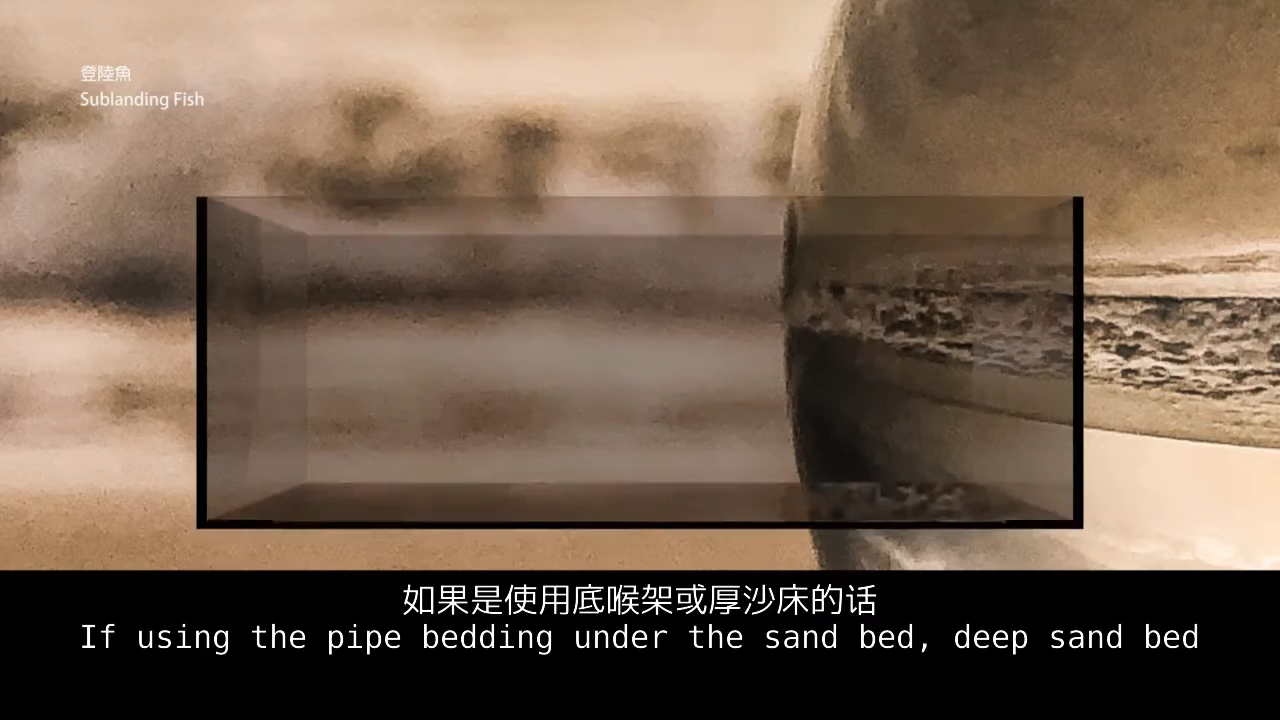 登陸魚
Sublanding Fish
如果是使用底喉架或厚沙床的话
If using the pipe bedding under the sand bed, deep sand bed